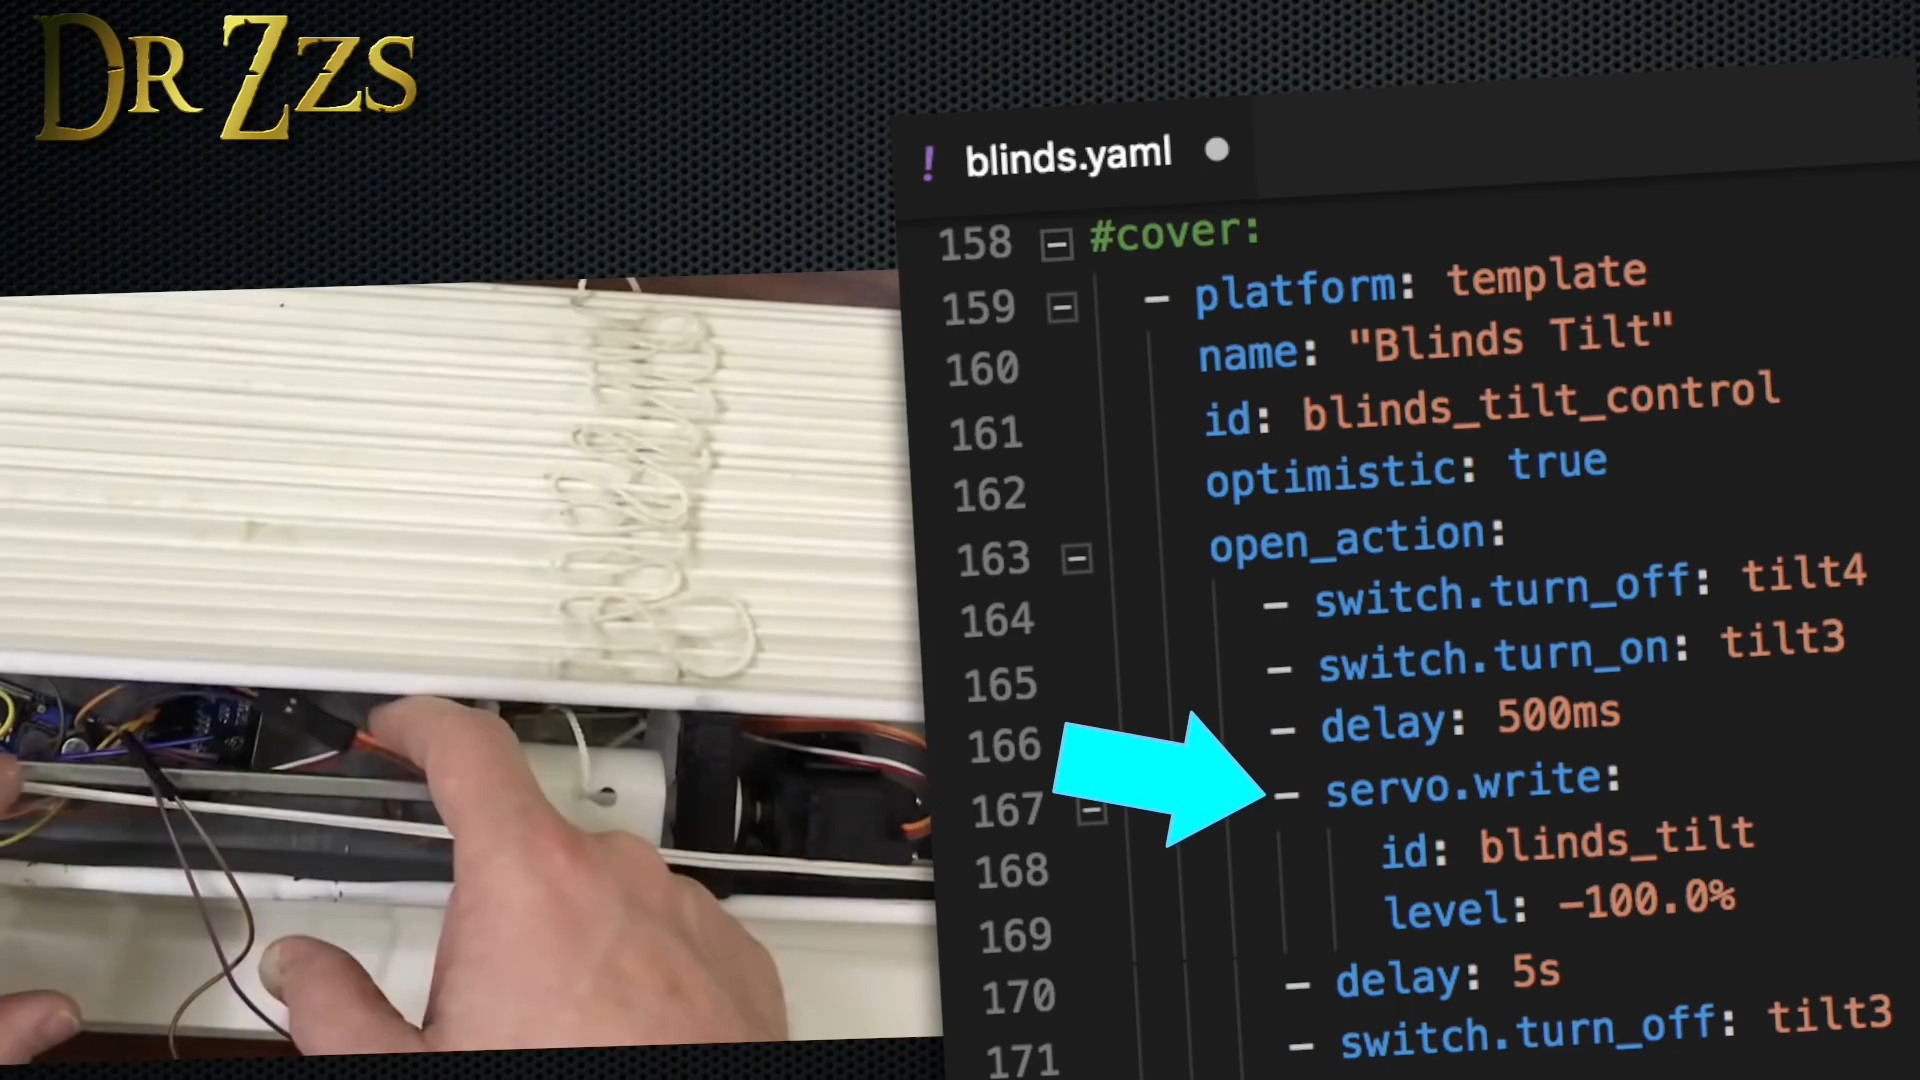 DR ZZS
! blinds.yaml
158 #cover:
159 - platform: template
160 name: "Blinds Tilt"
161 id: blinds_tilt_control
162 optimistic: true
163 open_action:
164 - switch.turn_off: tilt4
165 - switch.turn_on: tilt3
166 - delay: 500ms
167 - servo.write:
168 id: blinds_tilt
169 level: -100.0%
170 - delay: 5s
171 - switch.turn_off: tilt3